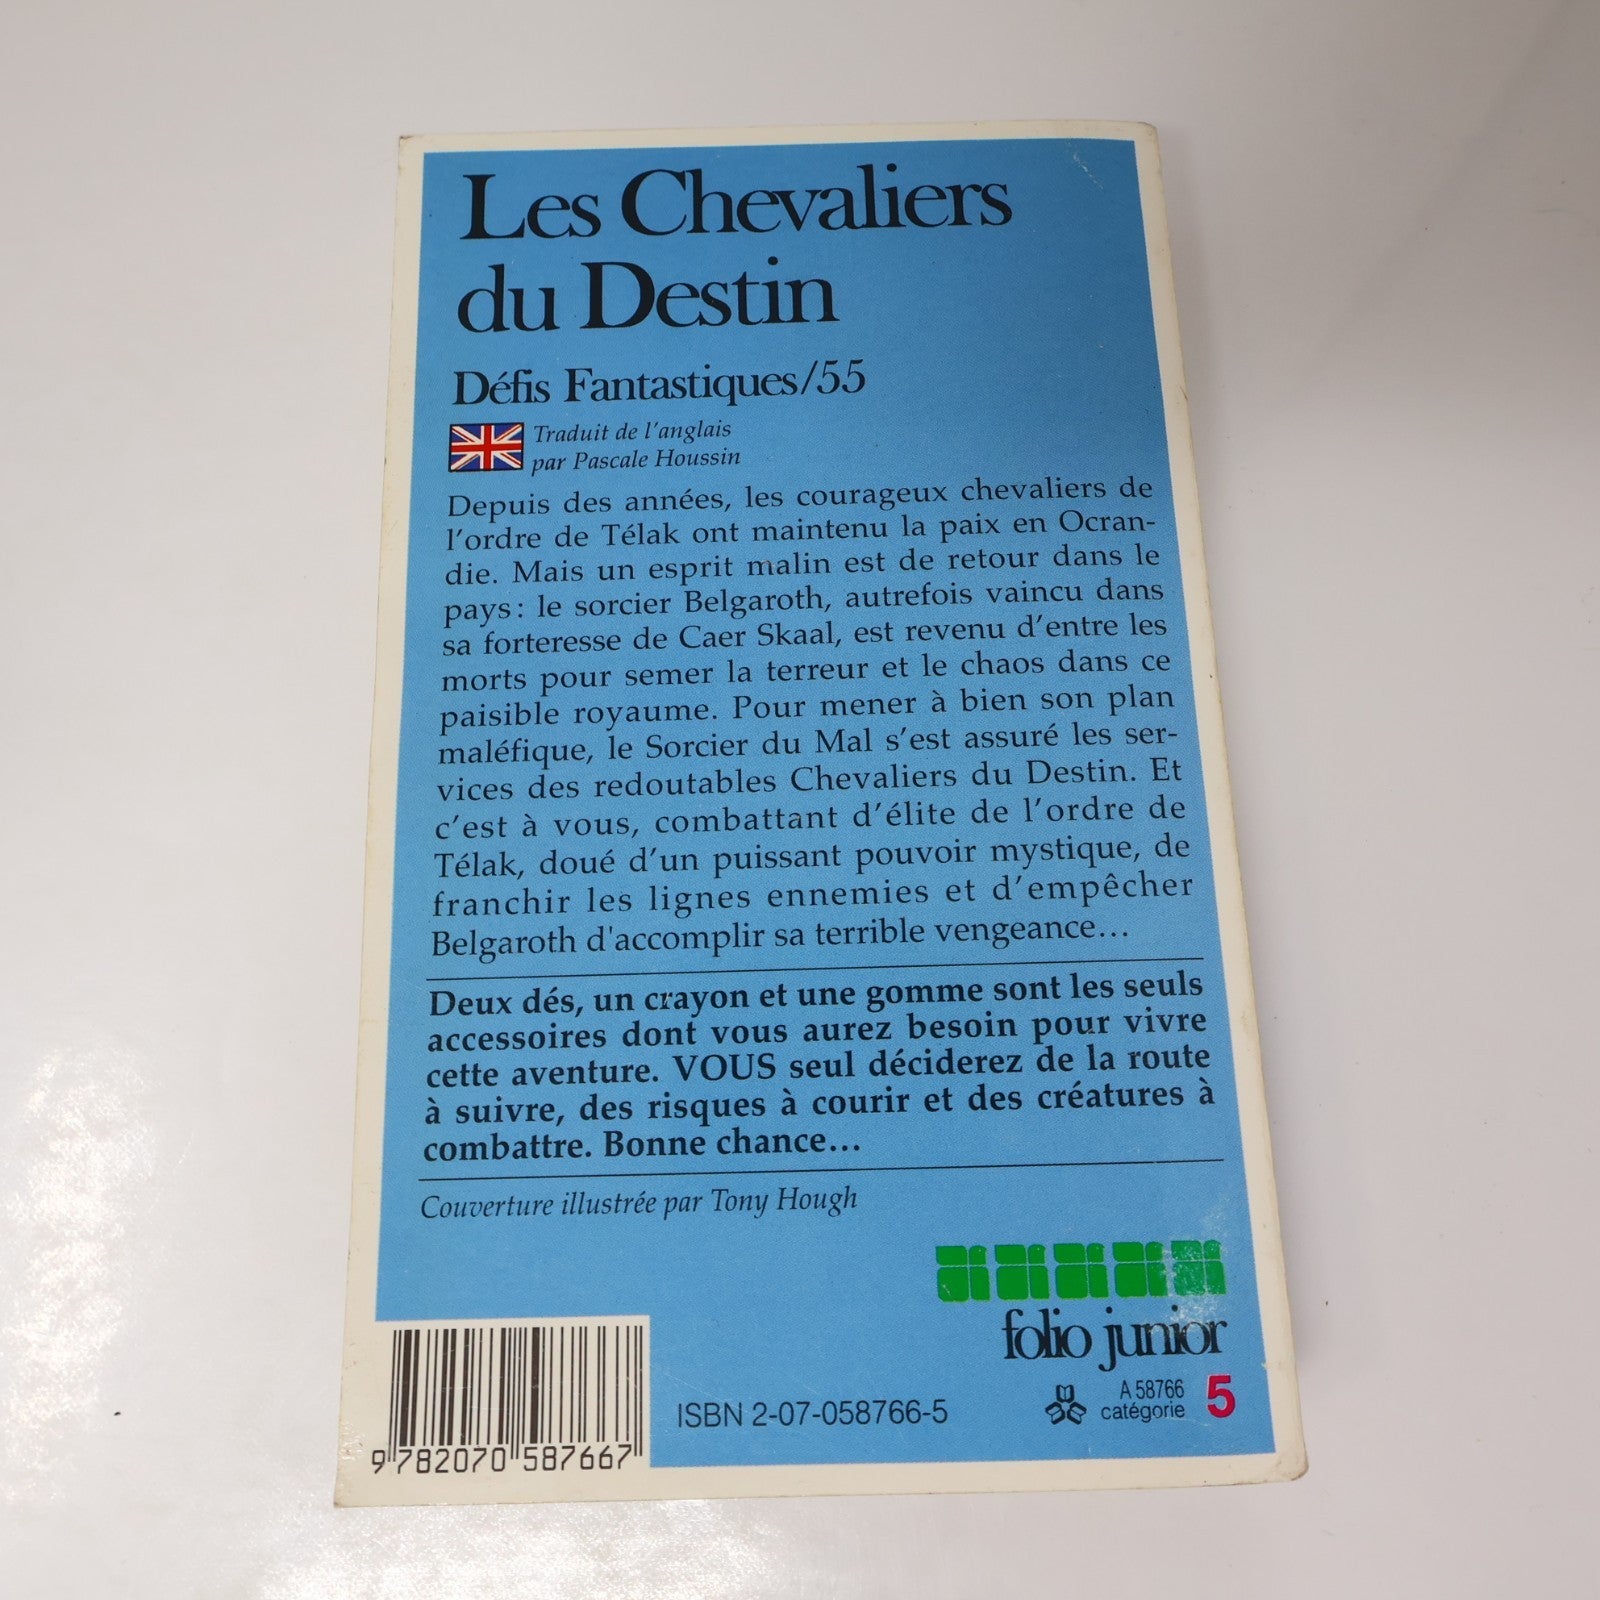 Les Chevaliers
du Destin
Défis Fantastiques/55
Traduit de l'anglais
par Pascale Houssin
Depuis des années, les courageux chevaliers de
l'ordre de Télak ont maintenu la paix en Ocran-
die. Mais un esprit malin est de retour dans le
pays: le sorcier Belgaroth, autrefois vaincu dans
sa forteresse de Caer Skaal, est revenu d'entre les
morts pour semer la terreur et le chaos dans ce
paisible royaume. Pour mener à bien son plan
maléfique, le Sorcier du Mal s'est assuré les ser-
vices des redoutables Chevaliers du Destin. Et
c'est à vous, combattant d'élite de l'ordre de
Télak, doué d'un puissant pouvoir mystique, de
franchir les lignes ennemies et d'empêcher
Belgaroth d'accomplir sa terrible vengeance...
Deux dés, un crayon et une gomme sont les seuls
accessoires dont vous aurez besoin pour vivre
cette aventure. VOUS seul déciderez de la route
à suivre, des risques à courir et des créatures à
combattre. Bonne chance...
Couverture illustrée par Tony Hough
folio junior
A 58766
catégorie 5
ISBN 2-07-058766-5
9 782070 587667